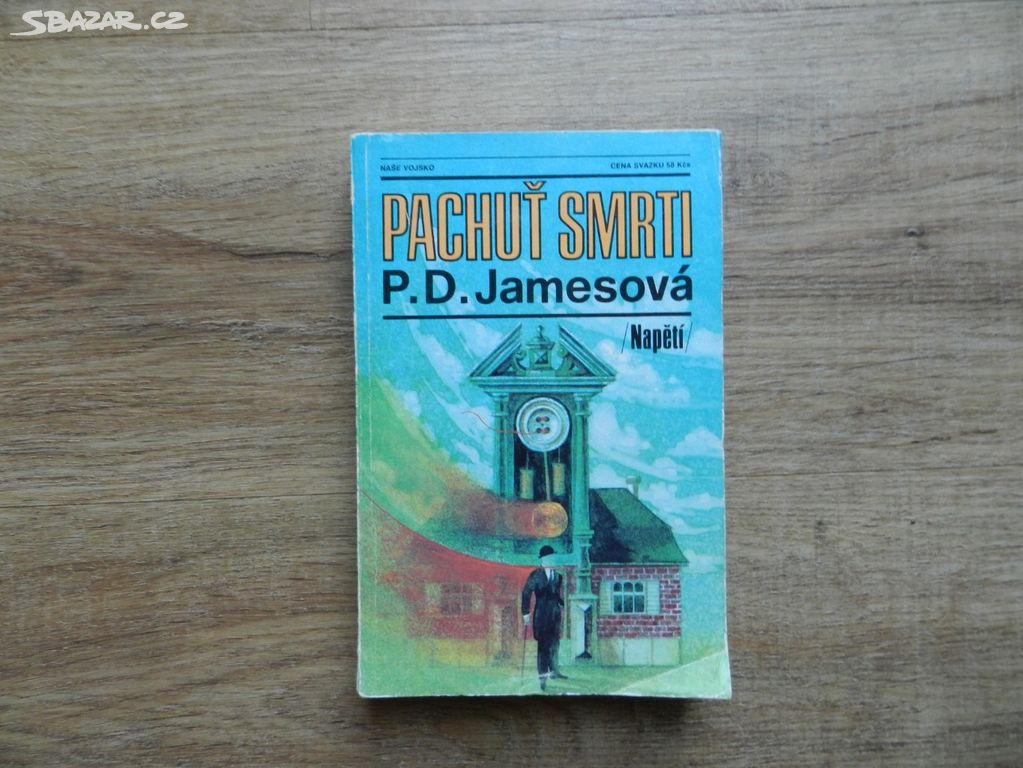 SBAZAR.CZ
NAŠE VOJSKO CENA SVAZKU 58 Kčs
PACHUŤ SMRTI
P.D.Jamesová
/Napětí/